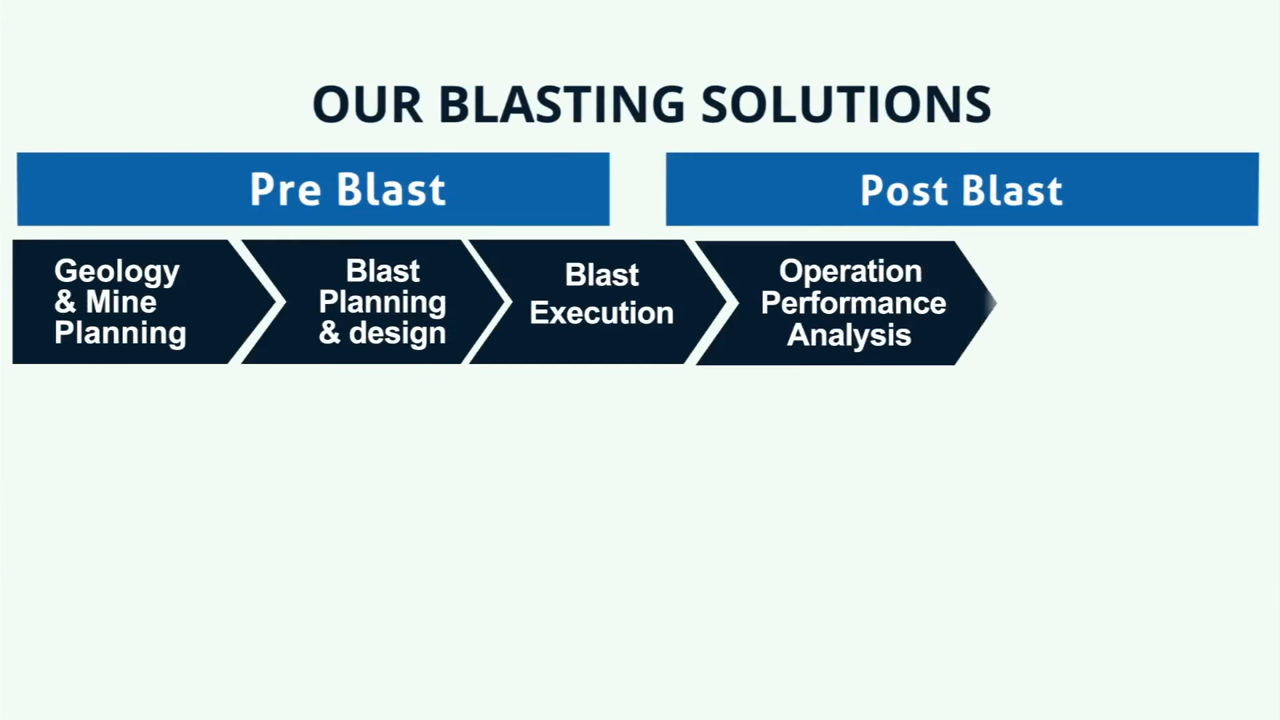 OUR BLASTING SOLUTIONS
Pre Blast
Post Blast
Geology
& Mine
Planning
Blast
Planning
& design
Blast
Execution
Operation
Performance
Analysis